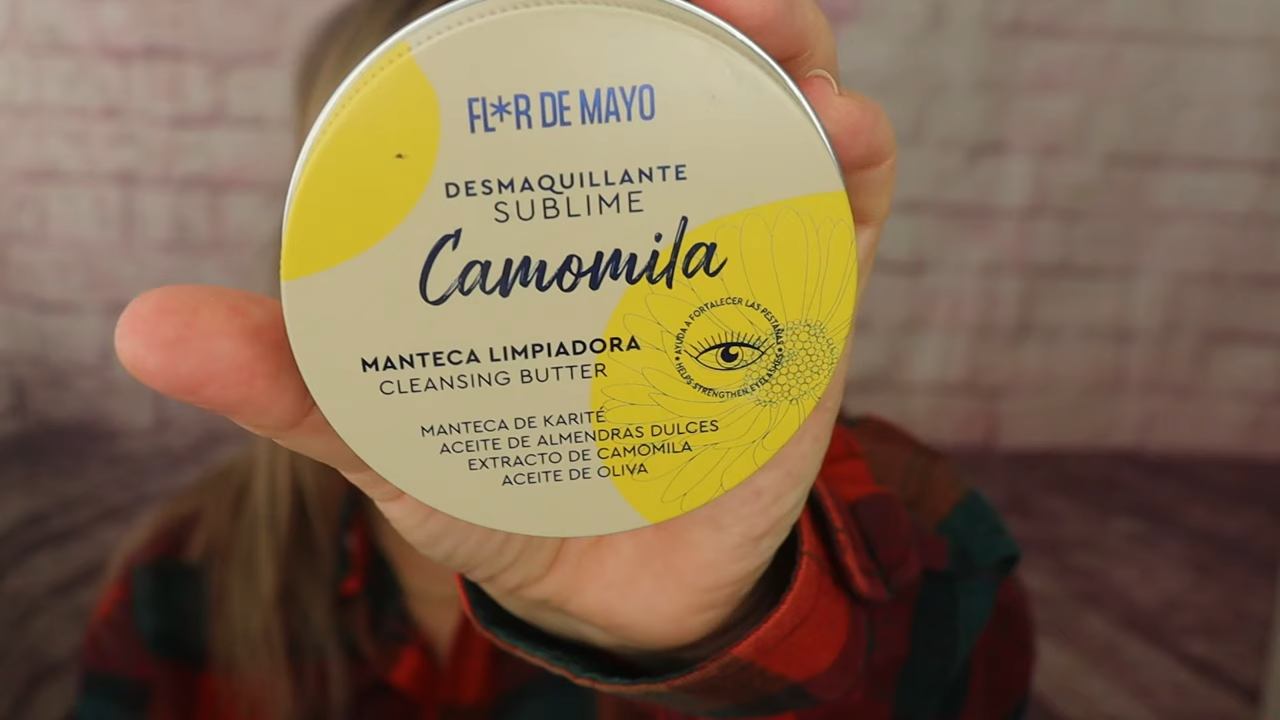 FL*R DE MAYO
DESMAQUILLANTE
SUBLIME
Camomila
AYUDA A FORTALECER LAS PESTAÑAS
HELPS STRENGTHEN EYELASHES
MANTECA LIMPIADORA
CLEANSING BUTTER
MANTECA DE KARITÉ
ACEITE DE ALMENDRAS DULCES
EXTRACTO DE CAMOMILA
ACEITE DE OLIVA